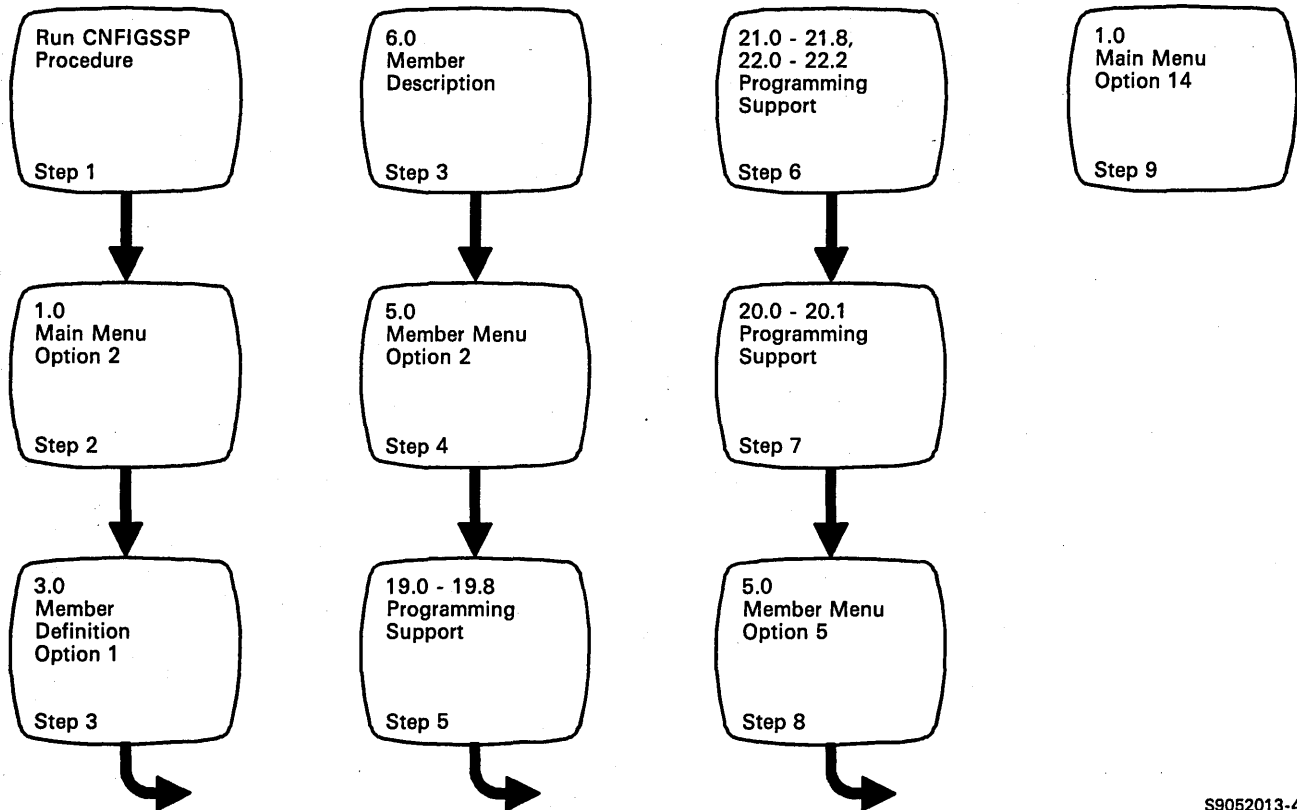 Run CNFIGSSP
Procedure
Step 1
1.0
Main Menu
Option 2
Step 2
3.0
Member
Definition
Option 1
Step 3
6.0
Member
Description
Step 3
5.0
Member Menu
Option 2
Step 4
19.0 - 19.8
Programming
Support
Step 5
21.0 - 21.8,
22.0 - 22.2
Programming
Support
Step 6
20.0 - 20.1
Programming
Support
Step 7
5.0
Member Menu
Option 5
Step 8
1.0
Main Menu
Option 14
Step 9
S9052013-4